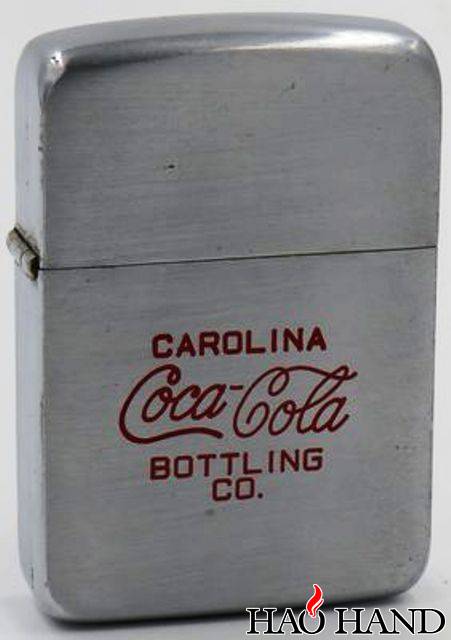 CAROLINA
Coca-Cola
BOTTLING
CO.
HAO HAND